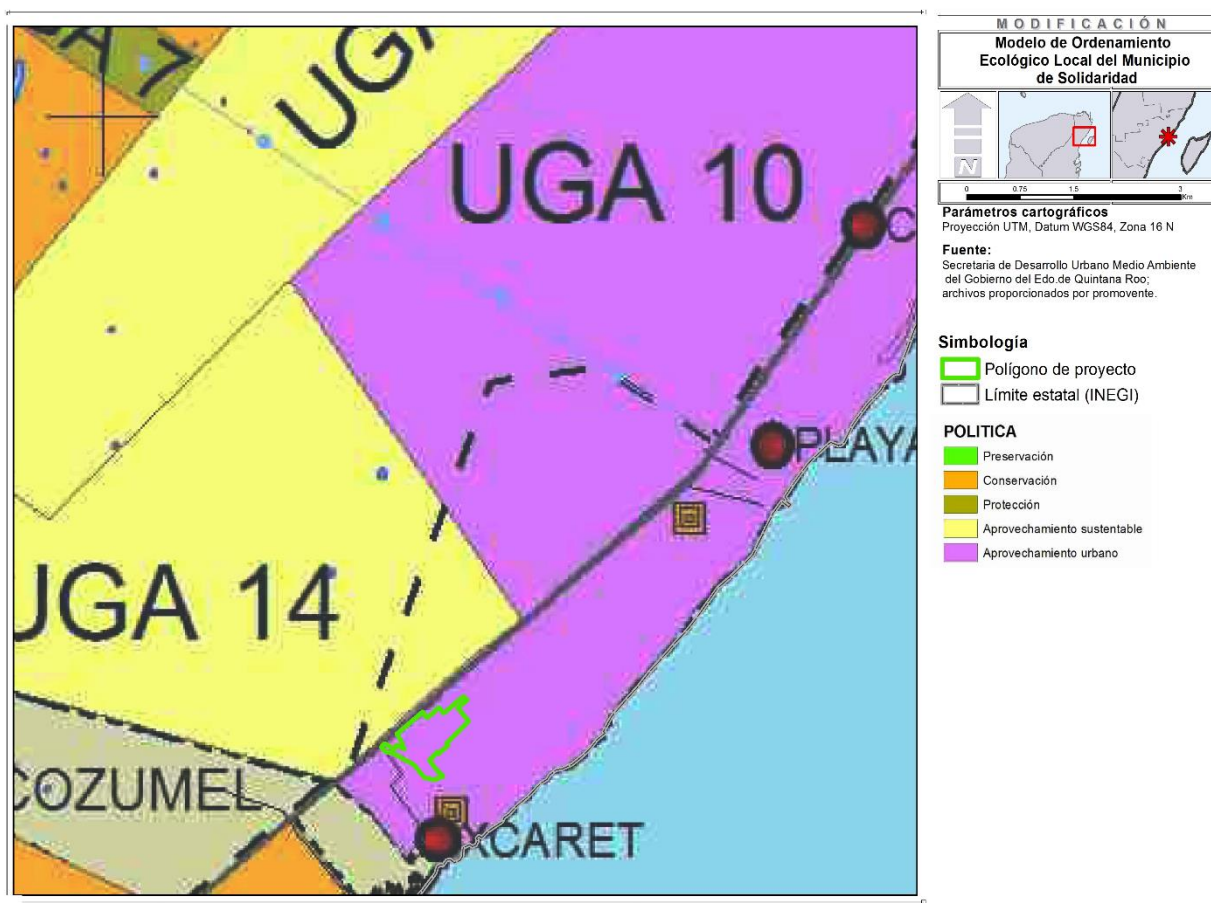 MODIFICACIÓN
Modelo de Ordenamiento
Ecológico Local del Municipio
de Solidaridad
N
0 0.75 1.5 3
Km
Parámetros cartográficos
Proyección UTM, Datum WGS84, Zona 16 N
Fuente:
Secretaria de Desarrollo Urbano Medio Ambiente
del Gobierno del Edo.de Quintana Roo;
archivos proporcionados por promovente.
Simbología
Polígono de proyecto
Límite estatal (INEGI)
POLITICA
Preservación
Conservación
Protección
Aprovechamiento sustentable
Aprovechamiento urbano
A 7
UGA
UGA 10
C
PLAYA
UGA 14
COZUMEL
XCARET